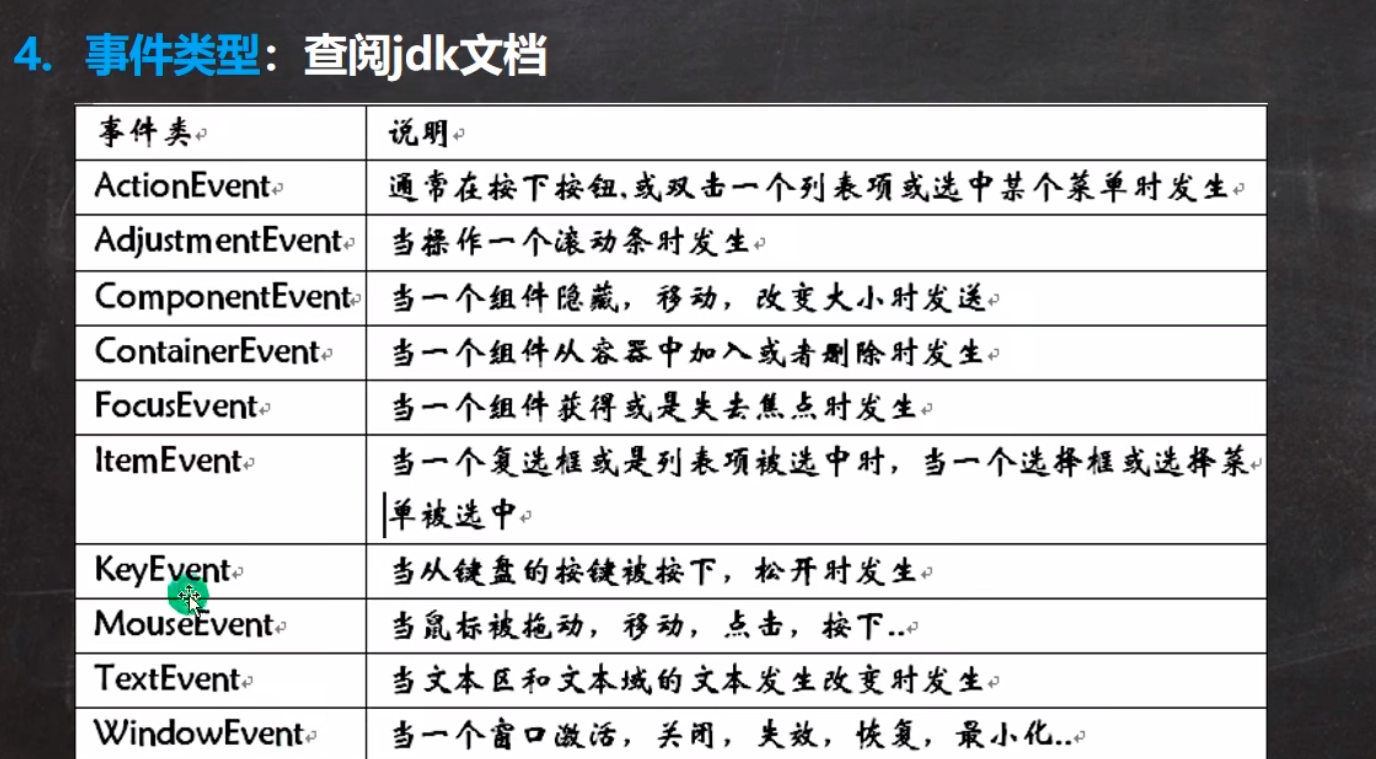 4. 事件类型：查阅jdk文档
事件类 说明
ActionEvent 通常在按下按钮,或双击一个列表项或选中某个菜单时发生
AdjustmentEvent 当操作一个滚动条时发生
ComponentEvent 当一个组件隐藏，移动，改变大小时发送
ContainerEvent 当一个组件从容器中加入或者删除时发生
FocusEvent 当一个组件获得或是失去焦点时发生
ItemEvent 当一个复选框或是列表项被选中时，当一个选择框或选择菜
单被选中
KeyEvent 当从键盘的按键被按下，松开时发生
MouseEvent 当鼠标被拖动，移动，点击，按下..
TextEvent 当文本区和文本域的文本发生改变时发生
WindowEvent 当一个窗口激活，关闭，失效，恢复，最小化..